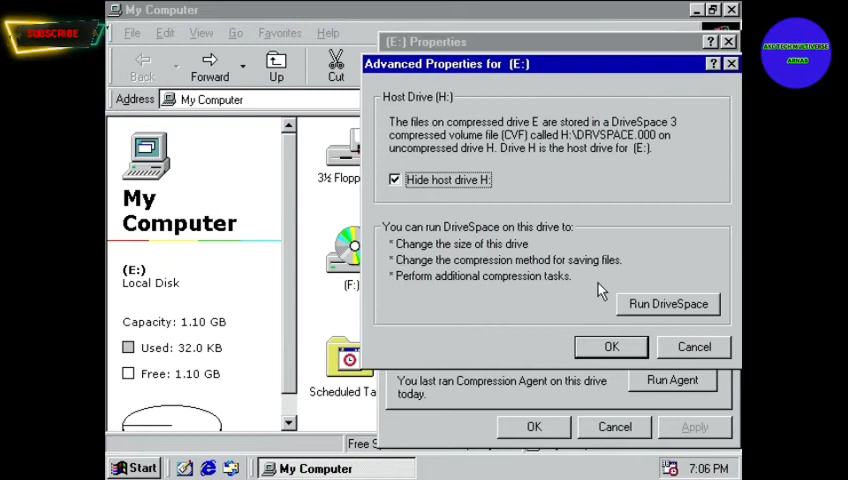 SUBSCRIBE
My Computer
File
Edit
View
Go
Favorites
Help
Back
Forward
Up
Cut
Address
My Computer
My
Computer
(E:)
Local Disk
Capacity: 1.10 GB
Used: 32.0 KB
Free: 1.10 GB
3½ Flopp
(F:)
Scheduled Ta
(E:) Properties
Advanced Properties for (E:)
Host Drive (H:)
The files on compressed drive E are stored in a DriveSpace 3
compressed volume file (CVF) called H:\DRVSPACE.000 on
uncompressed drive H. Drive H is the host drive for (E:).
Hide host drive H:
You can run DriveSpace on this drive to:
* Change the size of this drive
* Change the compression method for saving files.
* Perform additional compression tasks.
Run DriveSpace
OK
Cancel
You last ran Compression Agent on this drive
today.
Run Agent
OK
Cancel
Apply
Free S
Start
My Computer
7:06 PM
ARNAB